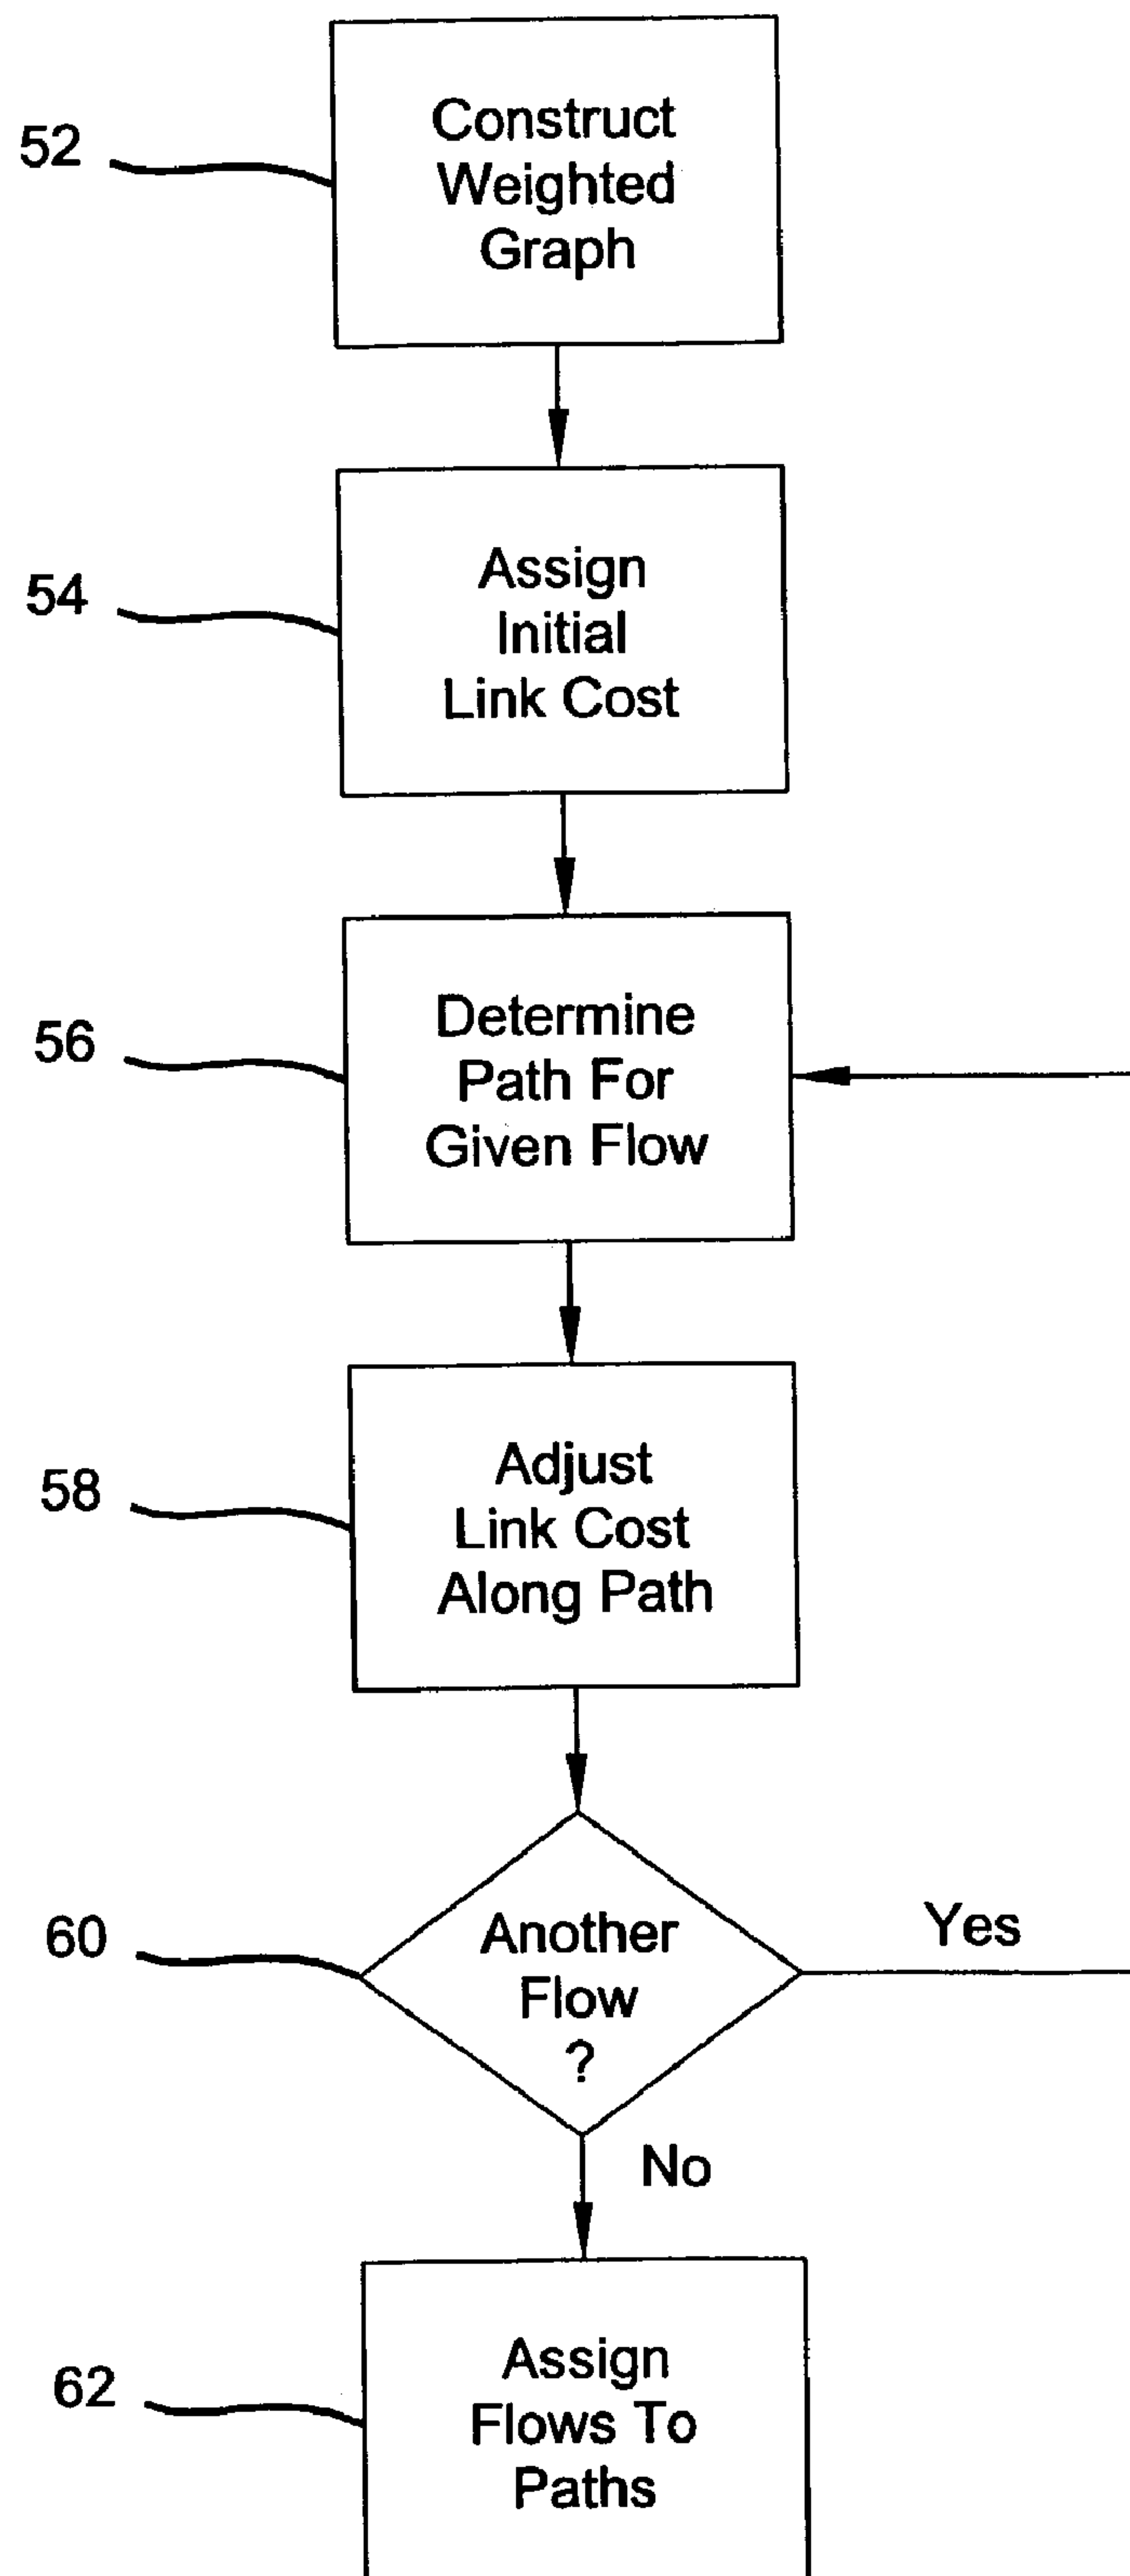 52
Construct
Weighted
Graph
54
Assign
Initial
Link Cost
56
Determine
Path For
Given Flow
58
Adjust
Link Cost
Along Path
60
Another
Flow
?
Yes
No
62
Assign
Flows To
Paths